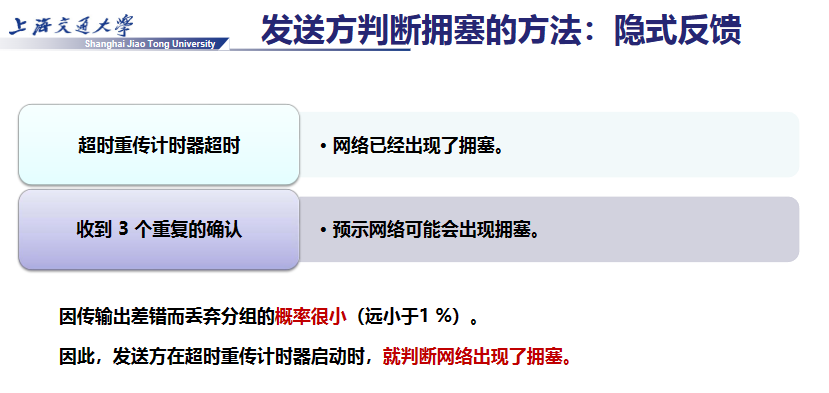 上海交通大学
Shanghai Jiao Tong University
发送方判断拥塞的方法：隐式反馈
超时重传计时器超时
• 网络已经出现了拥塞。
收到 3 个重复的确认
• 预示网络可能会出现拥塞。
因传输出差错而丢弃分组的概率很小（远小于1 %）。
因此，发送方在超时重传计时器启动时，就判断网络出现了拥塞。